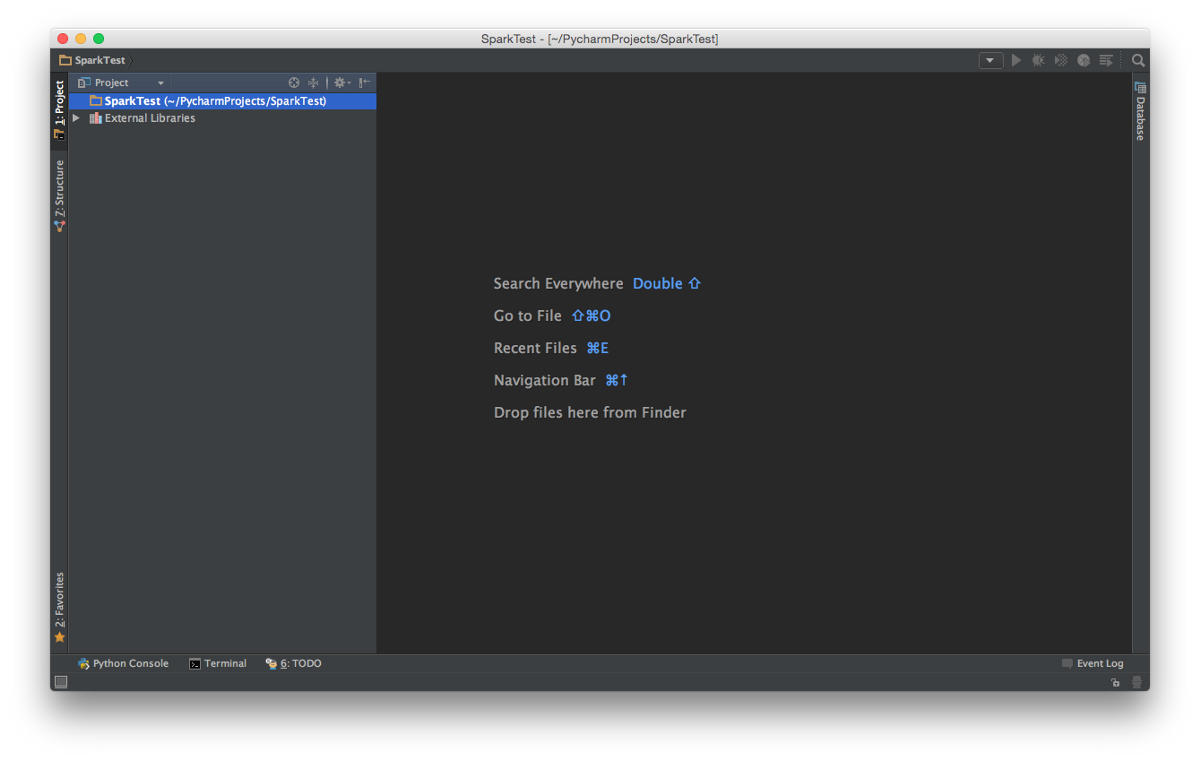 SparkTest - [~/PycharmProjects/SparkTest]
SparkTest
Project
1: Project
SparkTest (~/PycharmProjects/SparkTest)
External Libraries
Database
7: Structure
Search Everywhere Double ⇧
Go to File ⇧⌘O
Recent Files ⌘E
Navigation Bar ⌘↑
Drop files here from Finder
2: Favorites
Python Console Terminal 6: TODO Event Log